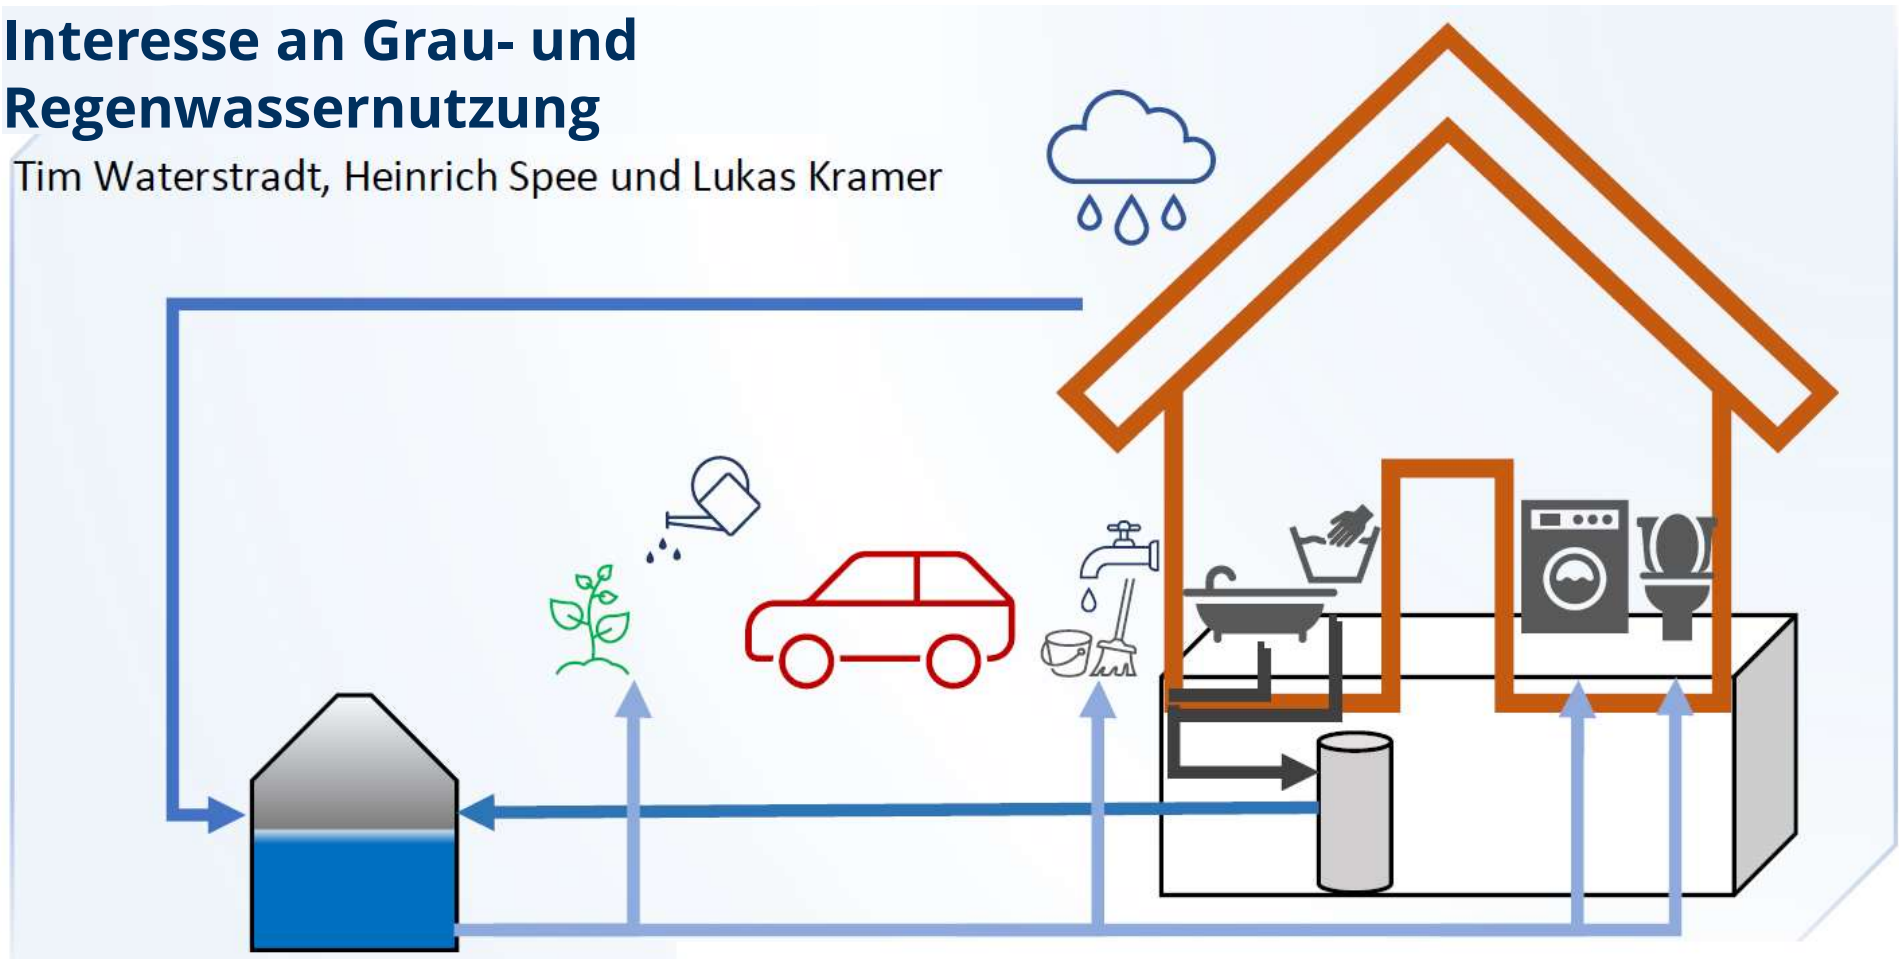 Interesse an Grau- und
Regenwassernutzung
Tim Waterstradt, Heinrich Spee und Lukas Kramer